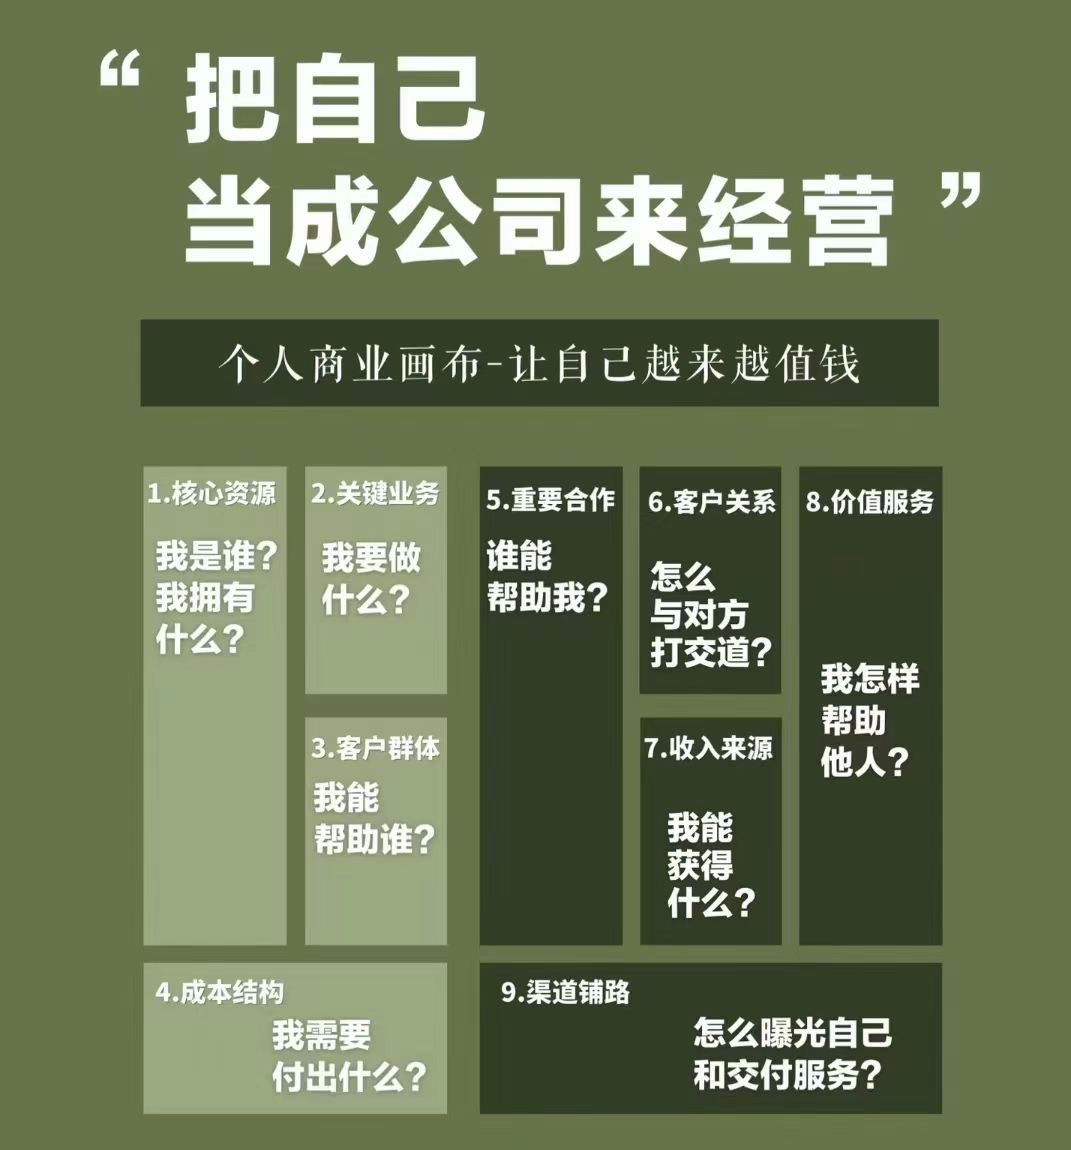 “ 把自己
当成公司来经营 ”
个人商业画布-让自己越来越值钱
1.核心资源
我是谁?
我拥有
什么?
2.关键业务
我要做
什么?
3.客户群体
我能
帮助谁?
4.成本结构
我需要
付出什么?
5.重要合作
谁能
帮助我?
6.客户关系
怎么
与对方
打交道?
7.收入来源
我能
获得
什么?
8.价值服务
我怎样
帮助
他人?
9.渠道铺路
怎么曝光自己
和交付服务?